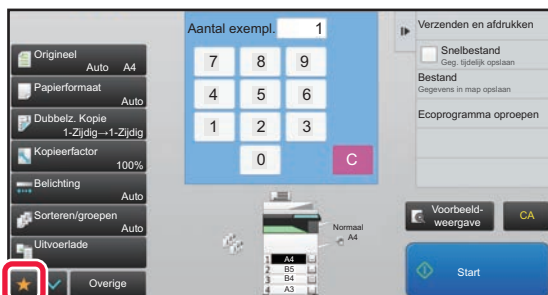 Origineel
Auto A4
Papierformaat
Auto
Dubbelz. Kopie
1-Zijdig→1-Zijdig
Kopieerfactor
100%
Belichting
Auto
Sorteren/groepen
Auto
Uitvoerlade
Overige
Aantal exempl. 1
7 8 9
4 5 6
1 2 3
0 C
Normaal
A4
1 A4
2 B5
3 B4
4 A3
Verzenden en afdrukken
Snelbestand
Geg. tijdelijk opslaan
Bestand
Gegevens in map opslaan
Ecoprogramma oproepen
Voorbeeld-
weergave
CA
Start